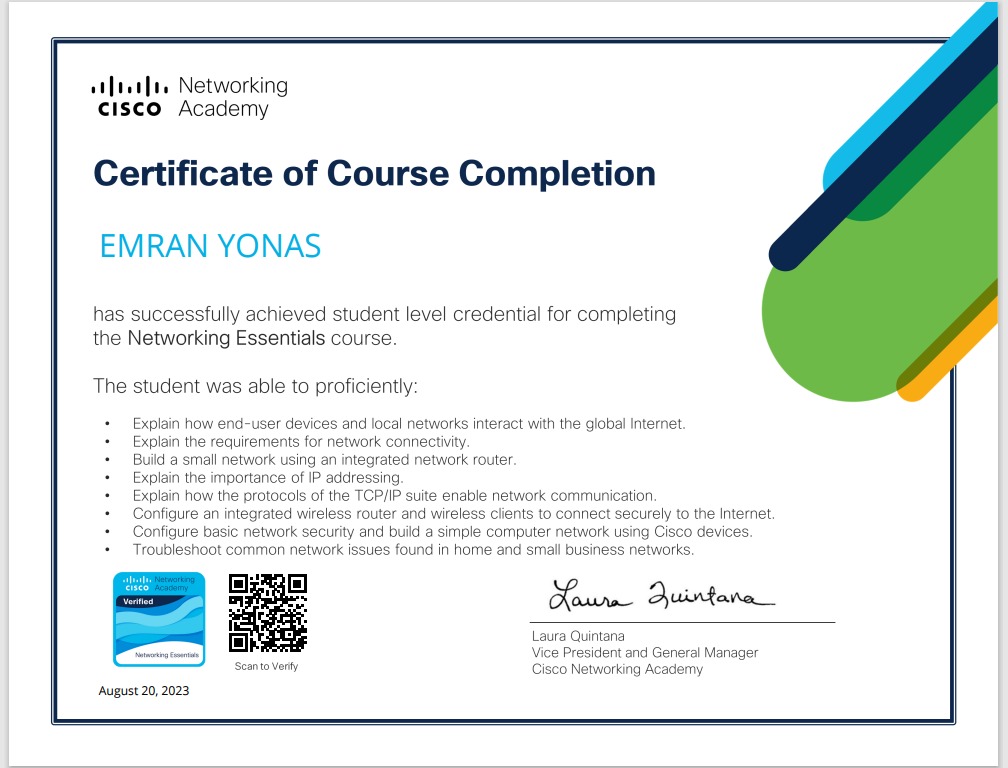 Networking
CISCO Academy
Certificate of Course Completion
EMRAN YONAS
has successfully achieved student level credential for completing
the Networking Essentials course.
The student was able to proficiently:
• Explain how end-user devices and local networks interact with the global Internet.
• Explain the requirements for network connectivity.
• Build a small network using an integrated network router.
• Explain the importance of IP addressing.
• Explain how the protocols of the TCP/IP suite enable network communication.
• Configure an integrated wireless router and wireless clients to connect securely to the Internet.
• Configure basic network security and build a simple computer network using Cisco devices.
• Troubleshoot common network issues found in home and small business networks.
Networking
CISCO Academy
Verified
Networking Essentials
Scan to Verify
August 20, 2023
Laura Quintana
Laura Quintana
Vice President and General Manager
Cisco Networking Academy